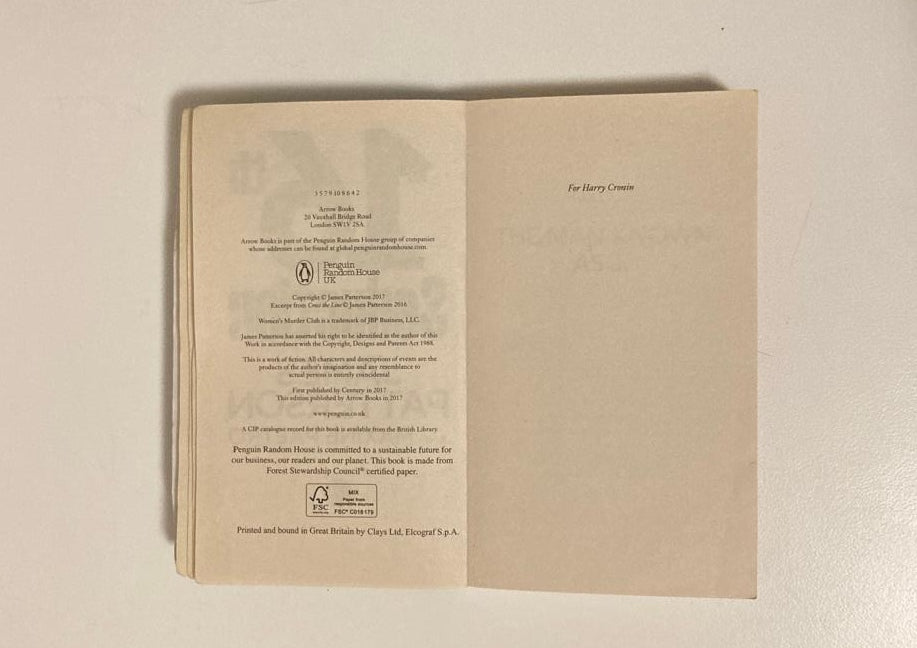 3 5 7 9 10 8 6 4 2
Arrow Books
20 Vauxhall Bridge Road
London SW1V 2SA
Arrow Books is part of the Penguin Random House group of companies
whose addresses can be found at global.penguinrandomhouse.com.
Penguin
Random House
UK
Copyright © James Patterson 2017
Excerpt from Cross the Line © James Patterson 2016
Women's Murder Club is a trademark of JBP Business, LLC.
James Patterson has asserted his right to be identified as the author of this
Work in accordance with the Copyright, Designs and Patents Act 1988.
This is a work of fiction. All characters and descriptions of events are the
products of the author's imagination and any resemblance to
actual persons is entirely coincidental
First published by Century in 2017
This edition published by Arrow Books in 2017
www.penguin.co.uk
A CIP catalogue record for this book is available from the British Library
Penguin Random House is committed to a sustainable future for
our business, our readers and our planet. This book is made from
Forest Stewardship Council® certified paper.
MIX
Paper from
responsible sources
FSC
FSC® C018179
Printed and bound in Great Britain by Clays Ltd, Elcograf S.p.A.
For Harry Cronin